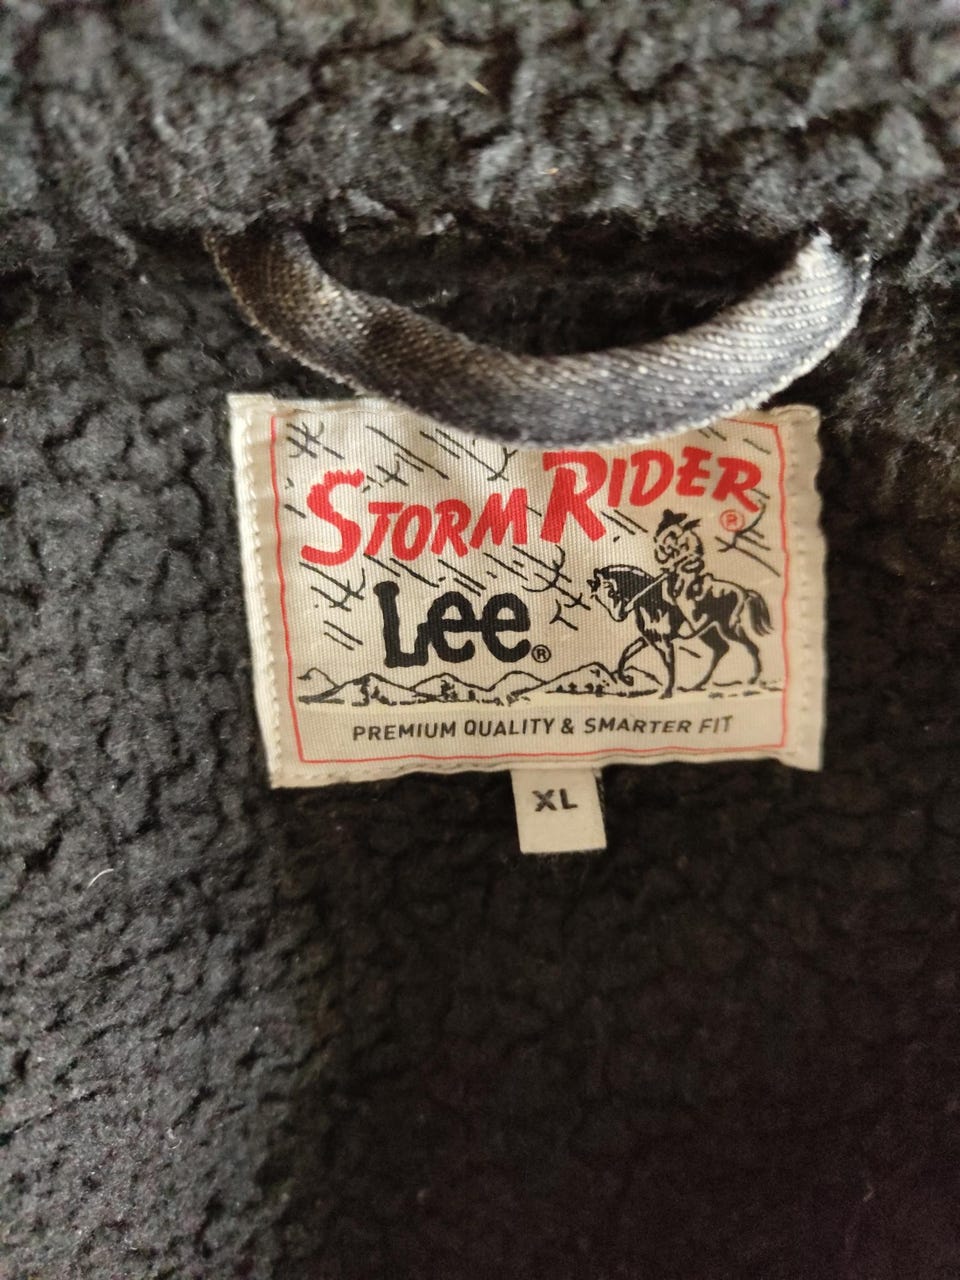 STORM RIDER®
Lee®
PREMIUM QUALITY & SMARTER FIT
XL